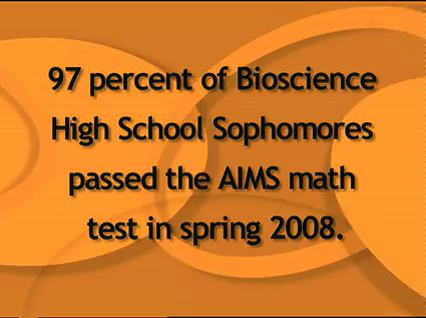 97 percent of Bioscience
High School Sophomores
passed the AIMS math
test in spring 2008.